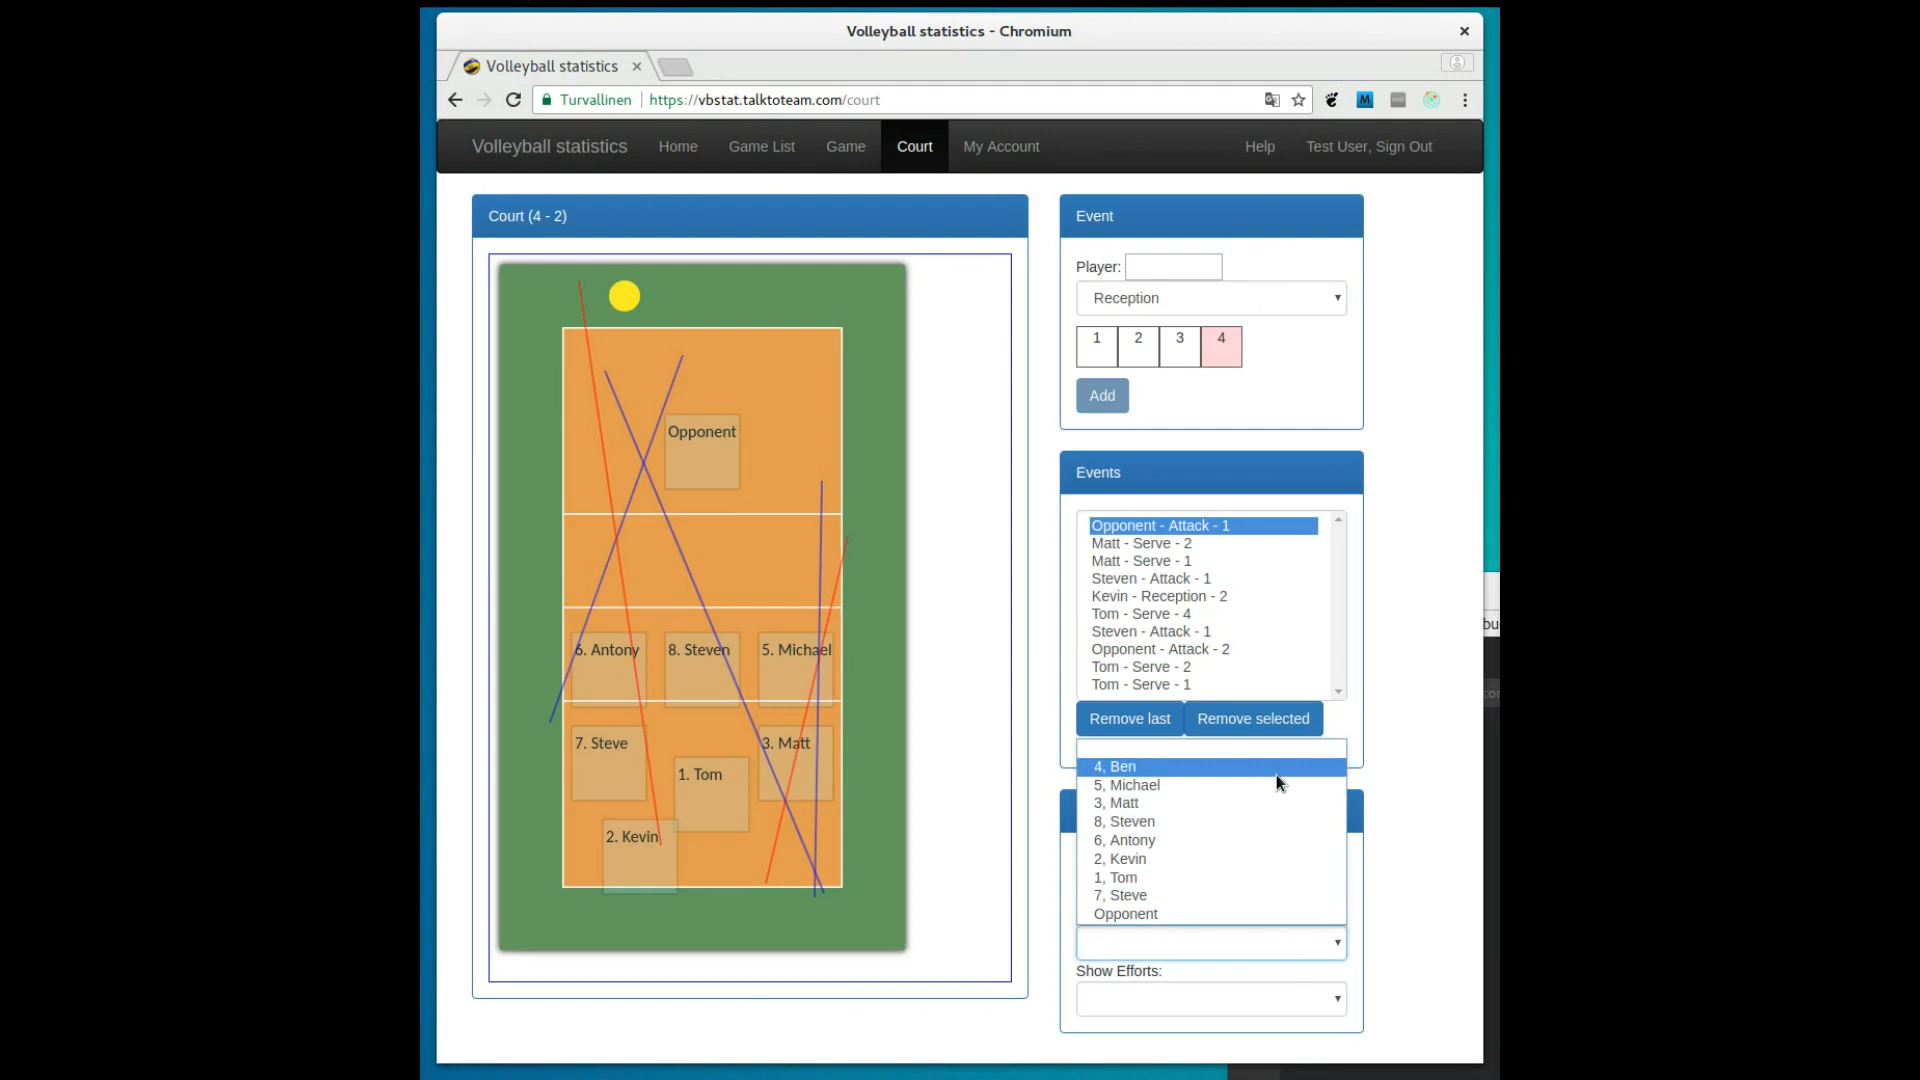 Volleyball statistics - Chromium
Volleyball statistics
Turvallinen https://vbstat.talktoteam.com/court
Volleyball statistics Home Game List Game Court My Account Help Test User, Sign Out
Court (4 - 2)
Opponent
6. Antony 8. Steven 5. Michael
7. Steve 3. Matt
1. Tom
2. Kevin
Event
Player:
Reception
1 2 3 4
Add
Events
Opponent - Attack - 1
Matt - Serve - 2
Matt - Serve - 1
Steven - Attack - 1
Kevin - Reception - 2
Tom - Serve - 4
Steven - Attack - 1
Opponent - Attack - 2
Tom - Serve - 2
Tom - Serve - 1
Remove last Remove selected
4, Ben
5, Michael
3, Matt
8, Steven
6, Antony
2, Kevin
1, Tom
7, Steve
Opponent
Show Efforts: